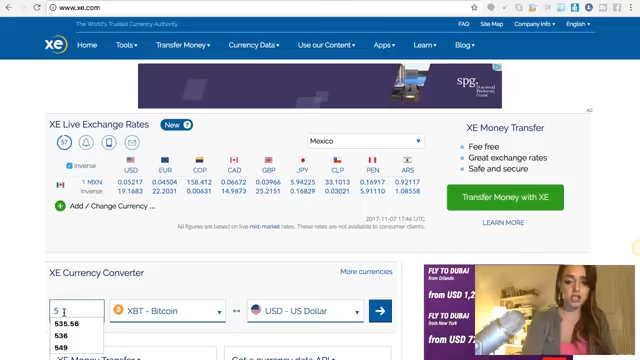 www.xe.com
The World's Trusted Currency Authority
FAQ Site Map Company Info English
xe Home Tools Transfer Money Currency Data Use our Content Apps Learn Blog
spg.
AD
XE Live Exchange Rates New ?
57
Mexico
Inverse
USD EUR COP CAD GBP JPY CLP PEN ARS
1 MXN 0.05217 0.04504 158.412 0.06672 0.03966 5.94225 33.1013 0.16917 0.92117
Inverse: 19.1683 22.2031 0.00631 14.9873 25.2151 0.16829 0.03021 5.91110 1.08558
Add / Change Currency ...
2017-11-07 17:46 UTC
All figures are based on live mid-market rates. These rates are not available to consumer clients.
XE Money Transfer
Fee free
Great exchange rates
Safe and secure
Transfer Money with XE
LEARN MORE
XE Currency Converter
More currencies
5
XBT - Bitcoin
USD - US Dollar
535.56
536
549
XE Money Transfer
Got a currency data API?
FLY TO DUBAI
from Orlando
from USD 1,2
FLY TO DUBAI
from New York
from USD 72